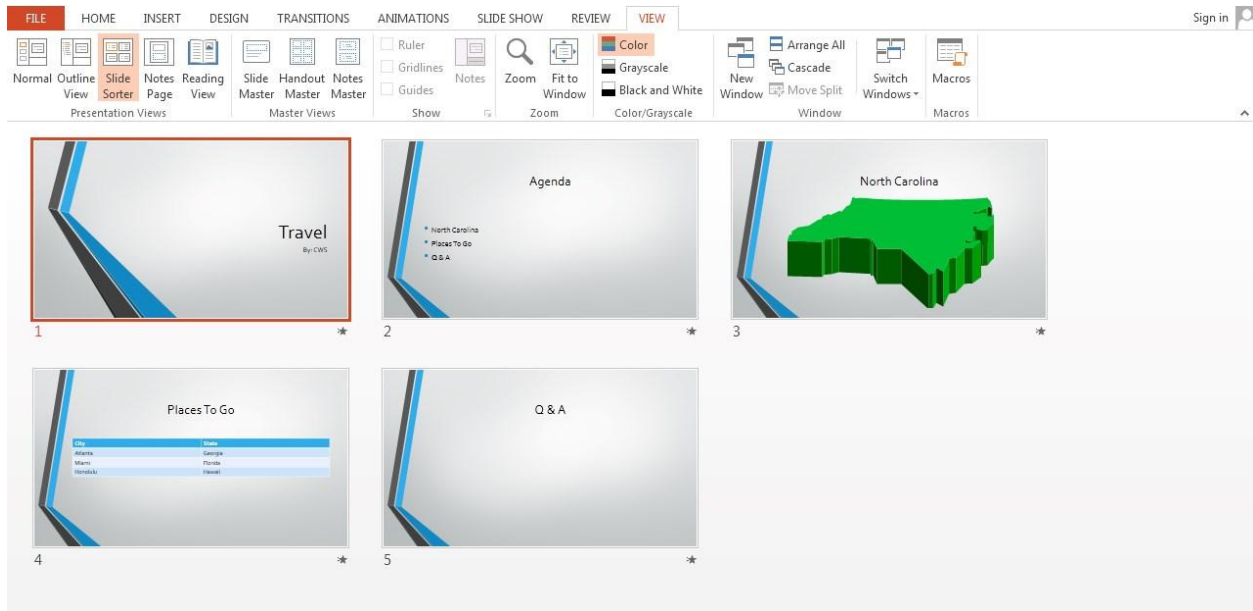 FILE HOME INSERT DESIGN TRANSITIONS ANIMATIONS SLIDE SHOW REVIEW VIEW Sign in
Normal
Outline View
Slide Sorter
Notes Page
Reading View
Presentation Views
Slide Master
Handout Master
Notes Master
Master Views
Ruler
Gridlines
Guides
Notes
Show
Zoom
Fit to Window
Zoom
Color
Grayscale
Black and White
Color/Grayscale
New Window
Arrange All
Cascade
Move Split
Switch Windows
Window
Macros
Macros
Travel
By: CWS
1
Agenda
North Carolina
Places To Go
Q & A
2
North Carolina
3
Places To Go
City State
Atlanta Georgia
Miami Florida
Honolulu Hawaii
4
Q & A
5